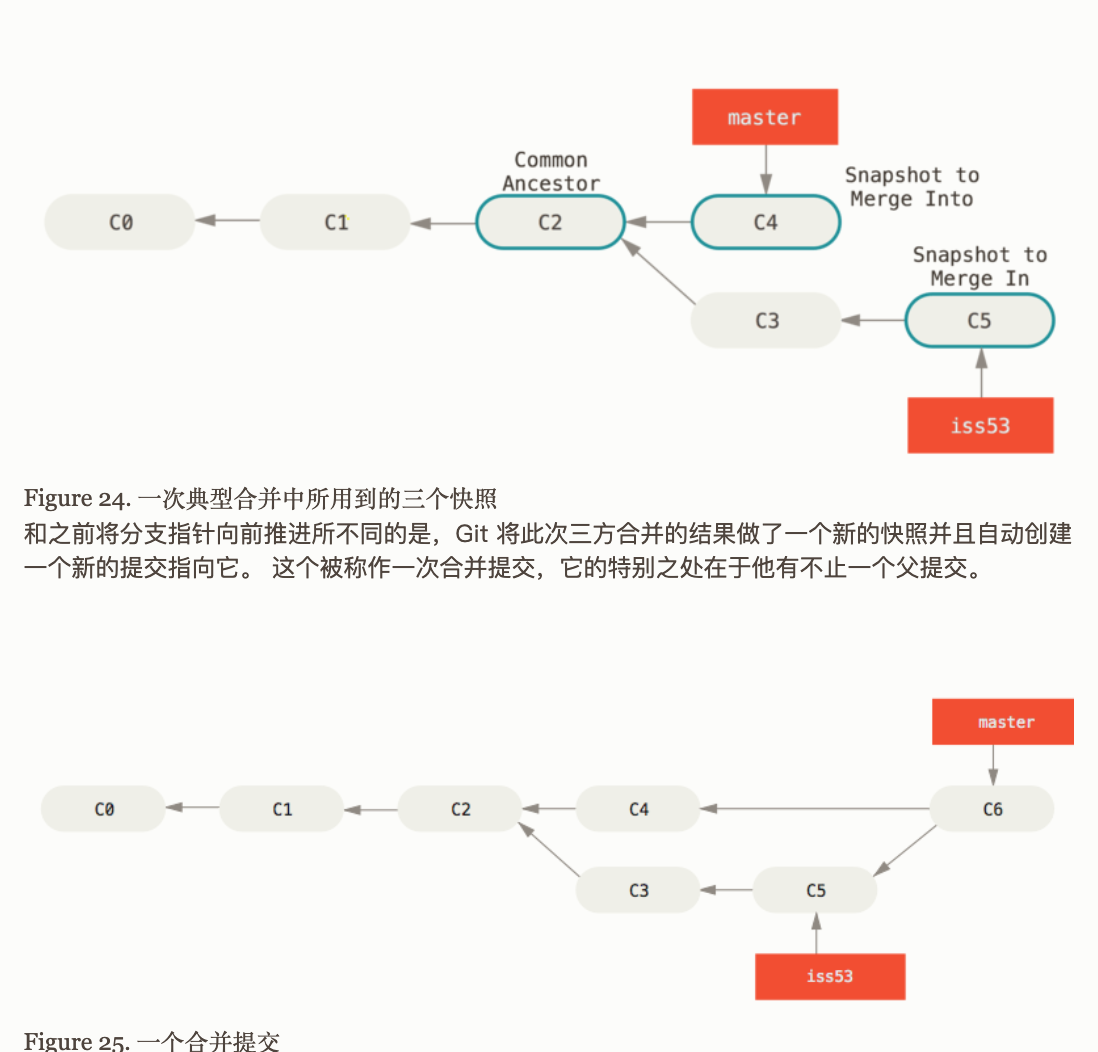 master
Common
Ancestor
Snapshot to
Merge Into
C0
C1
C2
C4
Snapshot to
Merge In
C3
C5
iss53
Figure 24. 一次典型合并中所用到的三个快照
和之前将分支指针向前推进所不同的是，Git 将此次三方合并的结果做了一个新的快照并且自动创建
一个新的提交指向它。 这个被称作一次合并提交，它的特别之处在于他有不止一个父提交。
master
C0
C1
C2
C4
C6
C3
C5
iss53
Figure 25. 一个合并提交